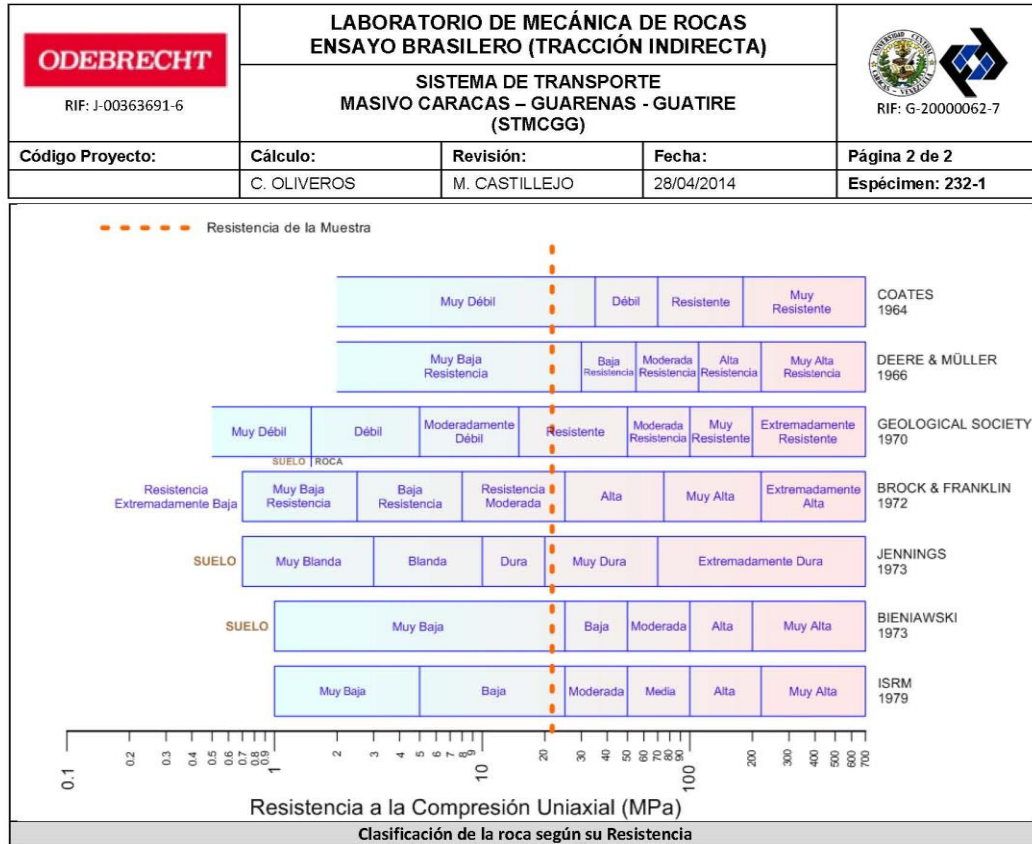 ODEBRECHT
RIF: J-00363691-6
LABORATORIO DE MECÁNICA DE ROCAS
ENSAYO BRASILERO (TRACCIÓN INDIRECTA)
SISTEMA DE TRANSPORTE
MASIVO CARACAS – GUARENAS - GUATIRE
(STMCGG)
UNIVERSIDAD CENTRAL
CARACAS - VENEZUELA
RIF: G-20000062-7
Código Proyecto:
Cálculo:
Revisión:
Fecha:
Página 2 de 2
C. OLIVEROS
M. CASTILLEJO
28/04/2014
Espécimen: 232-1
Resistencia de la Muestra
Muy Débil
Débil
Resistente
Muy
Resistente
COATES
1964
Muy Baja
Resistencia
Baja
Resistencia
Moderada
Resistencia
Alta
Resistencia
Muy Alta
Resistencia
DEERE & MÜLLER
1966
Muy Débil
Débil
Moderadamente
Débil
Resistente
Moderada
Resistencia
Muy
Resistente
Extremadamente
Resistente
GEOLOGICAL SOCIETY
1970
SUELO
ROCA
Resistencia
Extremadamente Baja
Muy Baja
Resistencia
Baja
Resistencia
Resistencia
Moderada
Alta
Muy Alta
Extremadamente
Alta
BROCK & FRANKLIN
1972
SUELO
Muy Blanda
Blanda
Dura
Muy Dura
Extremadamente Dura
JENNINGS
1973
SUELO
Muy Baja
Baja
Moderada
Alta
Muy Alta
BIENIAWSKI
1973
Muy Baja
Baja
Moderada
Media
Alta
Muy Alta
ISRM
1979
0.1
0.2
0.3
0.4
0.5
0.6
0.7
0.8
0.9
1
2
3
4
5
6
7
8
9
10
20
30
40
50
60
70
80
90
100
200
300
400
500
600
700
Resistencia a la Compresión Uniaxial (MPa)
Clasificación de la roca según su Resistencia